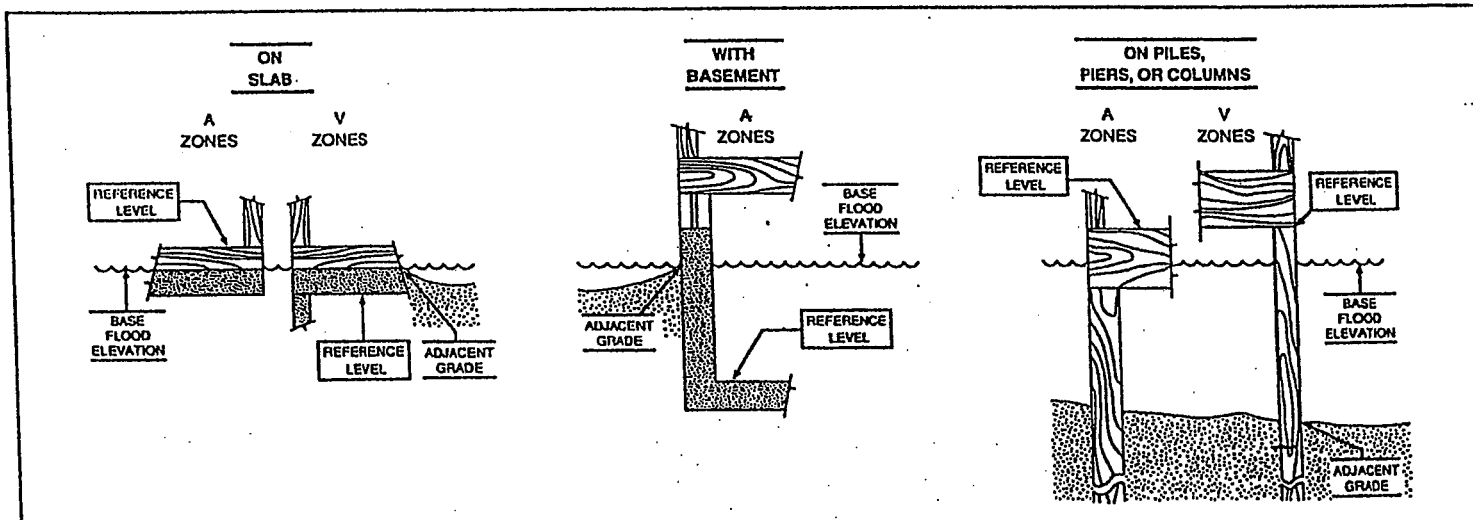 ON
SLAB
A
ZONES
V
ZONES
REFERENCE
LEVEL
BASE
FLOOD
ELEVATION
REFERENCE
LEVEL
ADJACENT
GRADE
WITH
BASEMENT
A
ZONES
BASE
FLOOD
ELEVATION
ADJACENT
GRADE
REFERENCE
LEVEL
ON PILES,
PIERS, OR COLUMNS
A
ZONES
V
ZONES
REFERENCE
LEVEL
REFERENCE
LEVEL
BASE
FLOOD
ELEVATION
ADJACENT
GRADE